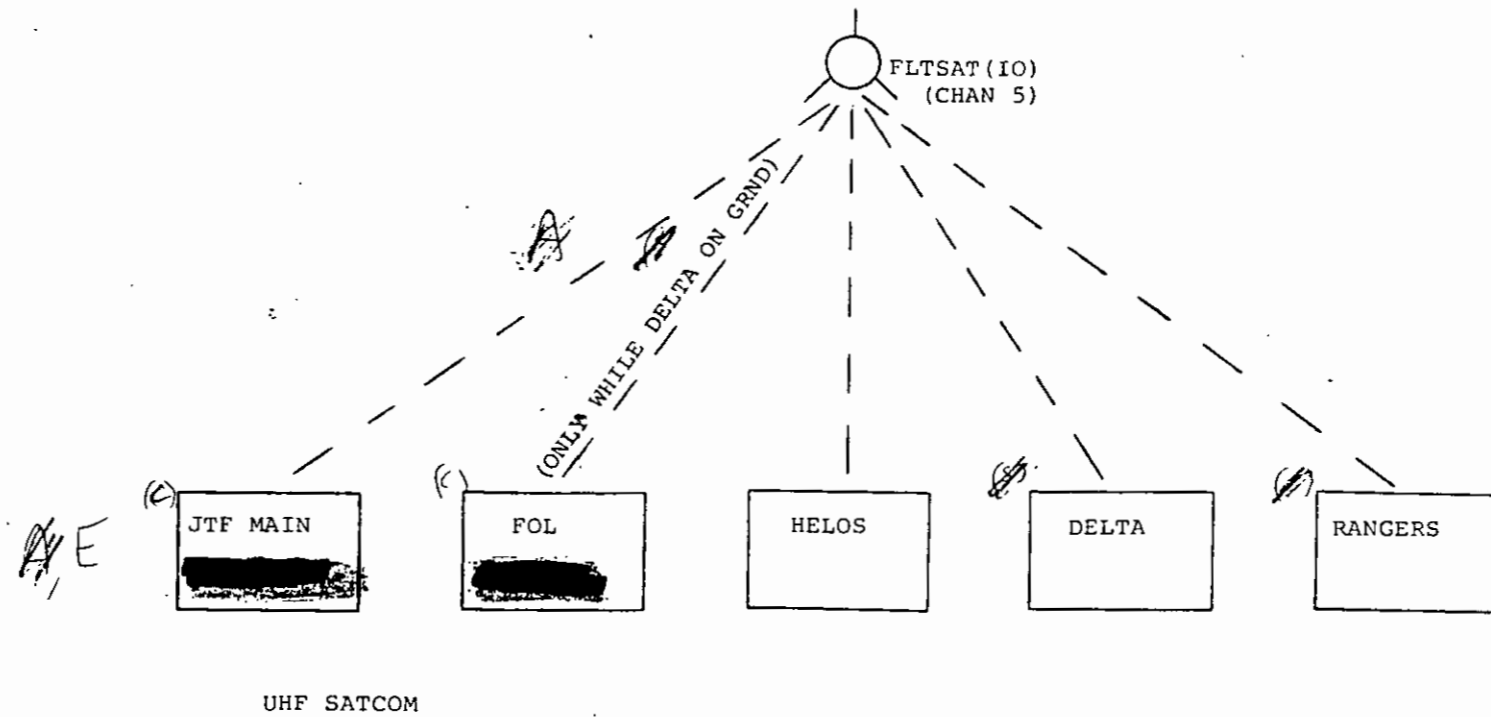 FLTSAT(IO)
(CHAN 5)
A
(ONLY WHILE DELTA ON GRND)
(C)
(C)
JTF MAIN
FOL
HELOS
DELTA
RANGERS
E
UHF SATCOM